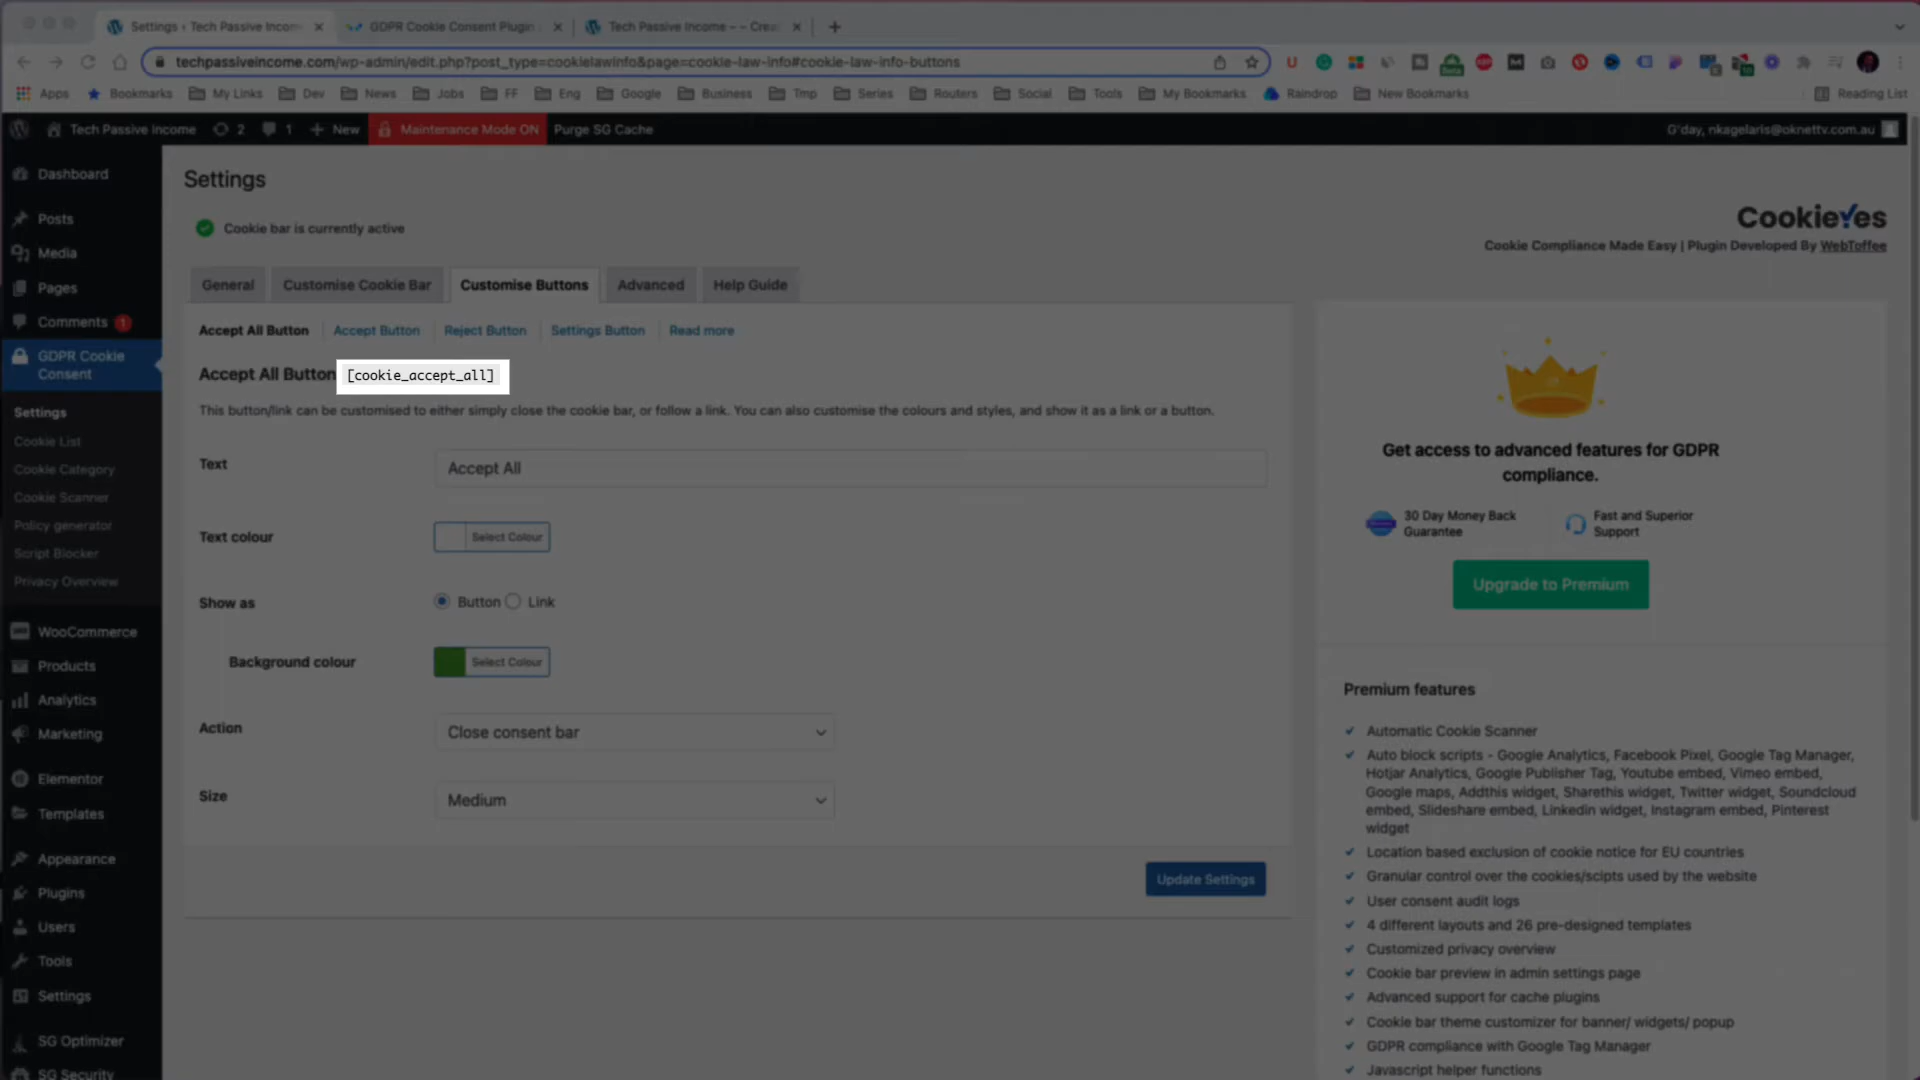 Settings ‹ Tech Passive Incom
GDPR Cookie Consent Plugin
Tech Passive Income – – Crea
techpassiveincome.com/wp-admin/edit.php?post_type=cookielawinfo&page=cookie-law-info#cookie-law-info-buttons
Apps
Bookmarks
My Links
Dev
News
Jobs
FF
Eng
Google
Business
Tmp
Series
Routers
Social
Tools
My Bookmarks
Raindrop
New Bookmarks
Reading List
Tech Passive Income
2
1
New
Maintenance Mode ON
Purge SG Cache
G'day, nkagelaris@oknettv.com.au
Dashboard
Posts
Media
Pages
Comments 1
GDPR Cookie
Consent
Settings
Cookie List
Cookie Category
Cookie Scanner
Policy generator
Script Blocker
Privacy Overview
WooCommerce
Products
Analytics
Marketing
Elementor
Templates
Appearance
Plugins
Users
Tools
Settings
SG Optimizer
SG Security
Settings
Cookie bar is currently active
CookieYes
Cookie Compliance Made Easy | Plugin Developed By WebToffee
General
Customise Cookie Bar
Customise Buttons
Advanced
Help Guide
Accept All Button
Accept Button
Reject Button
Settings Button
Read more
Accept All Button [cookie_accept_all]
This button/link can be customised to either simply close the cookie bar, or follow a link. You can also customise the colours and styles, and show it as a link or a button.
Text
Accept All
Text colour
Select Colour
Show as
Button
Link
Background colour
Select Colour
Action
Close consent bar
Size
Medium
Update Settings
Get access to advanced features for GDPR
compliance.
30 Day Money Back
Guarantee
Fast and Superior
Support
Upgrade to Premium
Premium features
Automatic Cookie Scanner
Auto block scripts - Google Analytics, Facebook Pixel, Google Tag Manager,
Hotjar Analytics, Google Publisher Tag, Youtube embed, Vimeo embed,
Google maps, Addthis widget, Sharethis widget, Twitter widget, Soundcloud
embed, Slideshare embed, Linkedin widget, Instagram embed, Pinterest
widget
Location based exclusion of cookie notice for EU countries
Granular control over the cookies/scipts used by the website
User consent audit logs
4 different layouts and 26 pre-designed templates
Customized privacy overview
Cookie bar preview in admin settings page
Advanced support for cache plugins
Cookie bar theme customizer for banner/ widgets/ popup
GDPR compliance with Google Tag Manager
Javascript helper functions